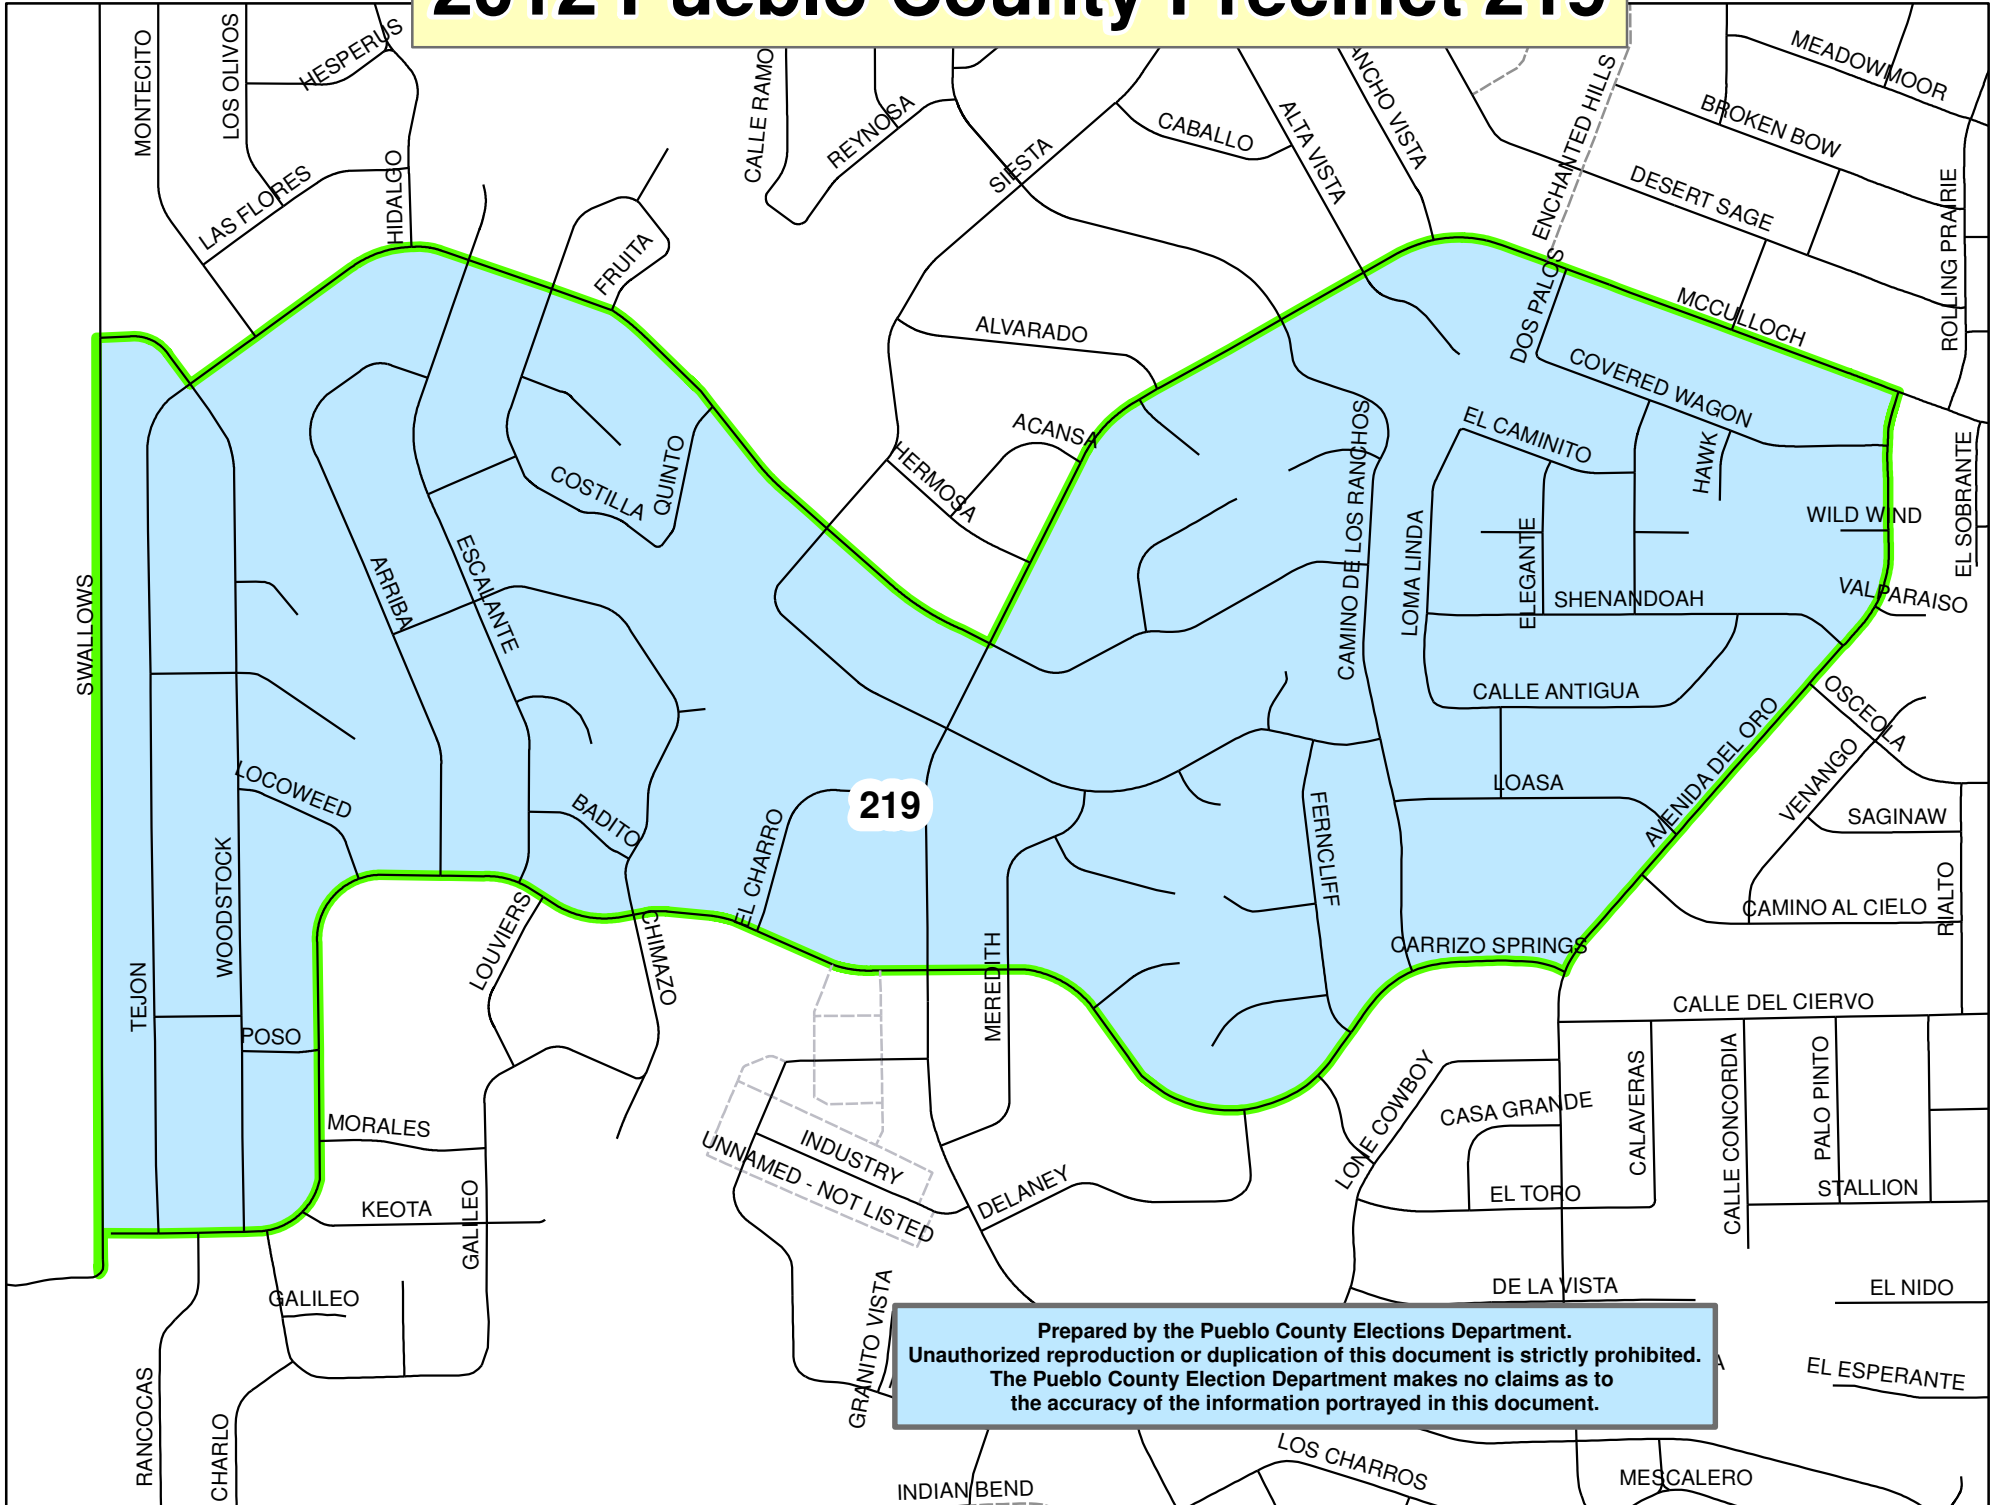 2012 Pueblo County Precinct 219
MONTECITO
LOS OLIVOS
HESPERUS
LAS FLORES
HIDALGO
FRUITA
CALLE RAMO
REYNOSA
SIESTA
CABALLO
ALTA VISTA
ANCHO VISTA
ENCHANTED HILLS
MEADOWMOOR
BROKEN BOW
DESERT SAGE
ROLLING PRAIRIE
MCCULLOCH
DOS PALOS
COVERED WAGON
ALVARADO
ACANSA
HERMOSA
EL CAMINITO
HAWK
WILD WIND
EL SOBRANTE
VALPARAISO
COSTILLA
QUINTO
SWALLOWS
ARRIBA
ESCALANTE
CAMINO DE LOS RANCHOS
LOMA LINDA
ELEGANTE
SHENANDOAH
CALLE ANTIGUA
LOASA
AVENIDA DEL ORO
OSCEOLA
VENANGO
SAGINAW
CAMINO AL CIELO
RIALTO
LOCOWEED
BADITO
EL CHARRO
219
FERNCLIFF
WOODSTOCK
TEJON
POSO
LOUVIERS
CHIMAZO
MEREDITH
CARRIZO SPRINGS
CALLE DEL CIERVO
MORALES
KEOTA
GALILEO
GALILEO
UNNAMED - NOT LISTED
INDUSTRY
DELANEY
LONE COWBOY
CASA GRANDE
EL TORO
CALAVERAS
CALLE CONCORDIA
PALO PINTO
STALLION
DE LA VISTA
EL NIDO
EL ESPERANTE
GRANITO VISTA
RANCOCAS
CHARLO
Prepared by the Pueblo County Elections Department.
Unauthorized reproduction or duplication of this document is strictly prohibited.
The Pueblo County Election Department makes no claims as to
the accuracy of the information portrayed in this document.
LOS CHARROS
MESCALERO
INDIAN BEND